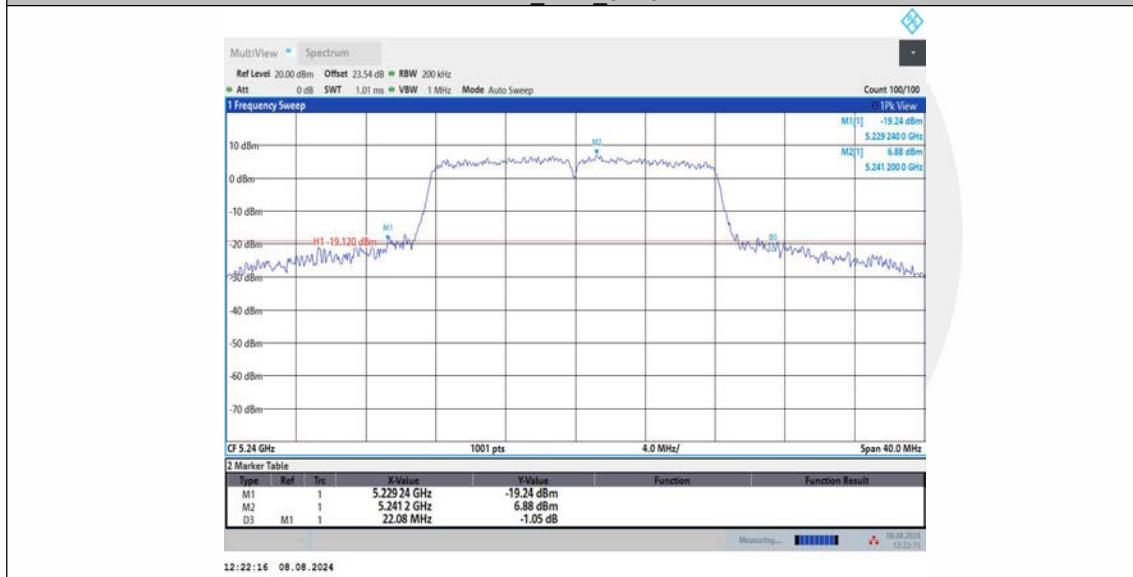 MultiView Spectrum
Ref Level 20.00 dBm Offset 23.54 dB RBW 200 kHz
Att 0 dB SWT 1.01 ms VBW 1 MHz Mode Auto Sweep Count 100/100
1 Frequency Sweep 1Pk View
M1[1] -19.24 dBm
5.229 240 0 GHz
M2[1] 6.88 dBm
5.241 200 0 GHz
M2
10 dBm
0 dBm
-10 dBm
M1
H1 -19.120 dBm
D3
-20 dBm
-30 dBm
-40 dBm
-50 dBm
-60 dBm
-70 dBm
CF 5.24 GHz 1001 pts 4.0 MHz/ Span 40.0 MHz
2 Marker Table
Type Ref Trc X-Value Y-Value Function Function Result
M1 1 5.229 24 GHz -19.24 dBm
M2 1 5.241 2 GHz 6.88 dBm
D3 M1 1 22.08 MHz -1.05 dB
Measuring... 08.08.2024
12:22:15
12:22:16 08.08.2024